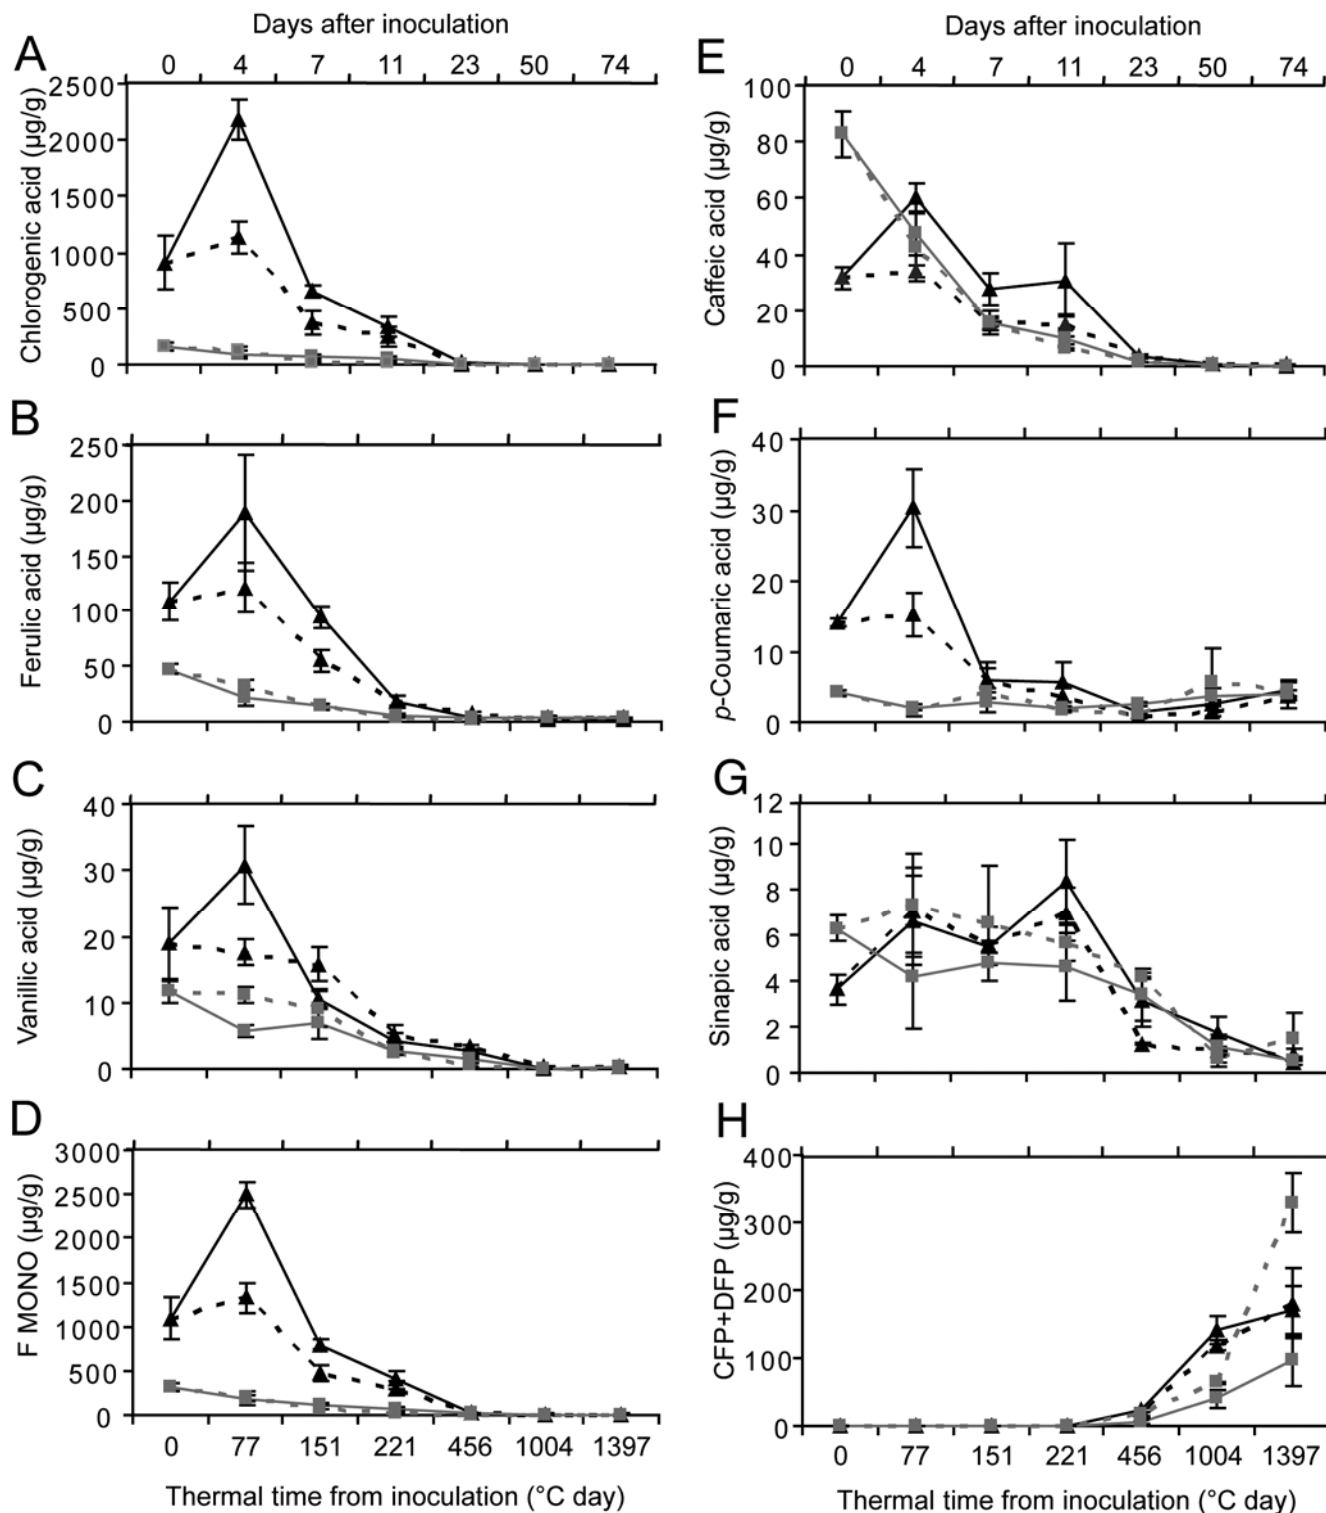 Days after inoculation
A
0 4 7 11 23 50 74
Chlorogenic acid (µg/g)
2500
2000
1500
1000
500
0
B
Ferulic acid (µg/g)
250
200
150
100
50
0
C
Vanillic acid (µg/g)
40
30
20
10
0
D
F MONO (µg/g)
3000
2500
2000
1500
1000
500
0
0 77 151 221 456 1004 1397
Thermal time from inoculation (°C day)
Days after inoculation
E
0 4 7 11 23 50 74
Caffeic acid (µg/g)
100
80
60
40
20
0
F
p-Coumaric acid (µg/g)
40
30
20
10
0
G
Sinapic acid (µg/g)
12
10
8
6
4
2
0
H
CFP+DFP (µg/g)
400
300
200
100
0
0 77 151 221 456 1004 1397
Thermal time from inoculation (°C day)